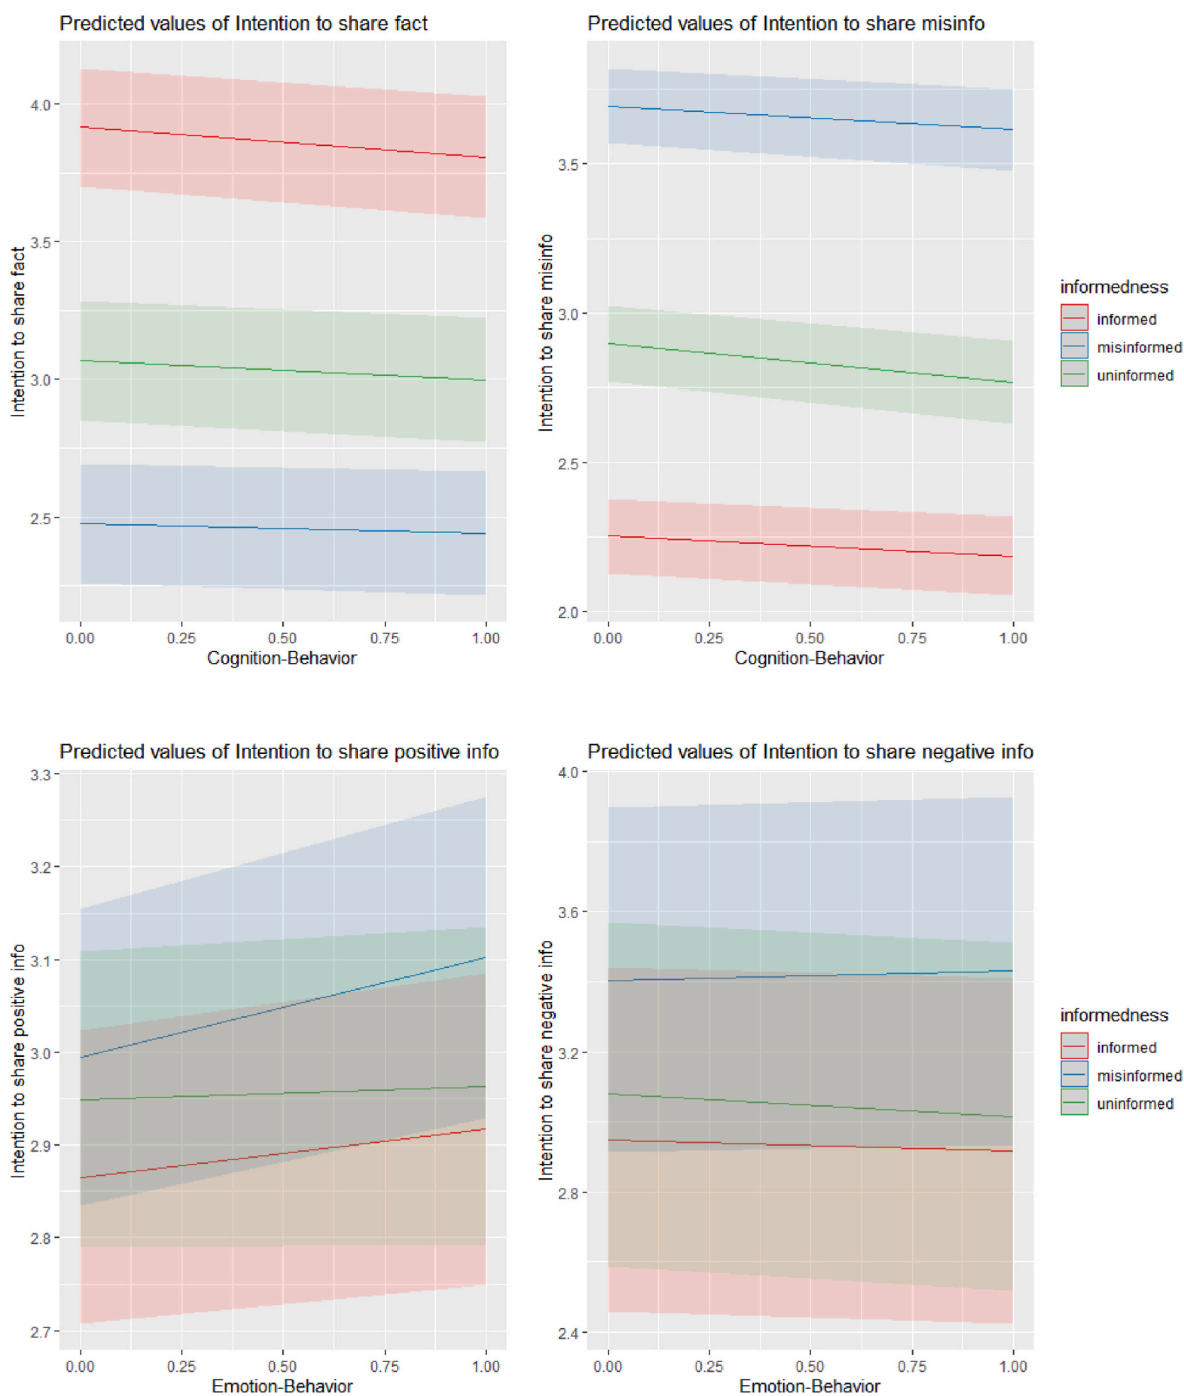 Predicted values of Intention to share fact
Intention to share fact
4.0
3.5
3.0
2.5
0.00 0.25 0.50 0.75 1.00
Cognition-Behavior
Predicted values of Intention to share misinfo
Intention to share misinfo
3.5
3.0
2.5
2.0
0.00 0.25 0.50 0.75 1.00
Cognition-Behavior
informedness
informed
misinformed
uninformed
Predicted values of Intention to share positive info
Intention to share positive info
3.3
3.2
3.1
3.0
2.9
2.8
2.7
0.00 0.25 0.50 0.75 1.00
Emotion-Behavior
Predicted values of Intention to share negative info
Intention to share negative info
4.0
3.6
3.2
2.8
2.4
0.00 0.25 0.50 0.75 1.00
Emotion-Behavior
informedness
informed
misinformed
uninformed